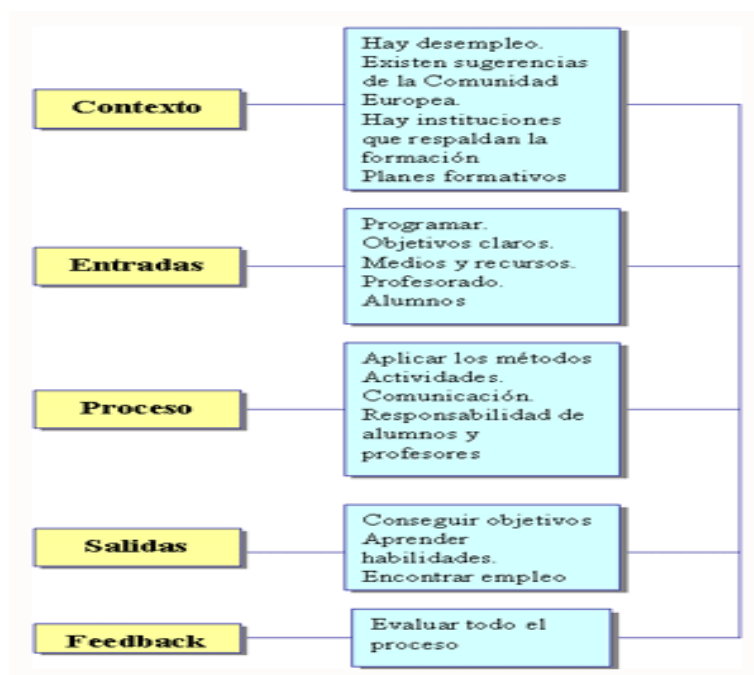 Contexto
Hay desempleo.
Existen sugerencias
de la Comunidad
Europea.
Hay instituciones
que respaldan la
formación
Planes formativos
Entradas
Programar.
Objetivos claros.
Medios y recursos.
Profesorado.
Alumnos
Proceso
Aplicar los métodos
Actividades.
Comunicación.
Responsabilidad de
alumnos y
profesores
Salidas
Conseguir objetivos
Aprender
habilidades.
Encontrar empleo
Feedback
Evaluar todo el
proceso